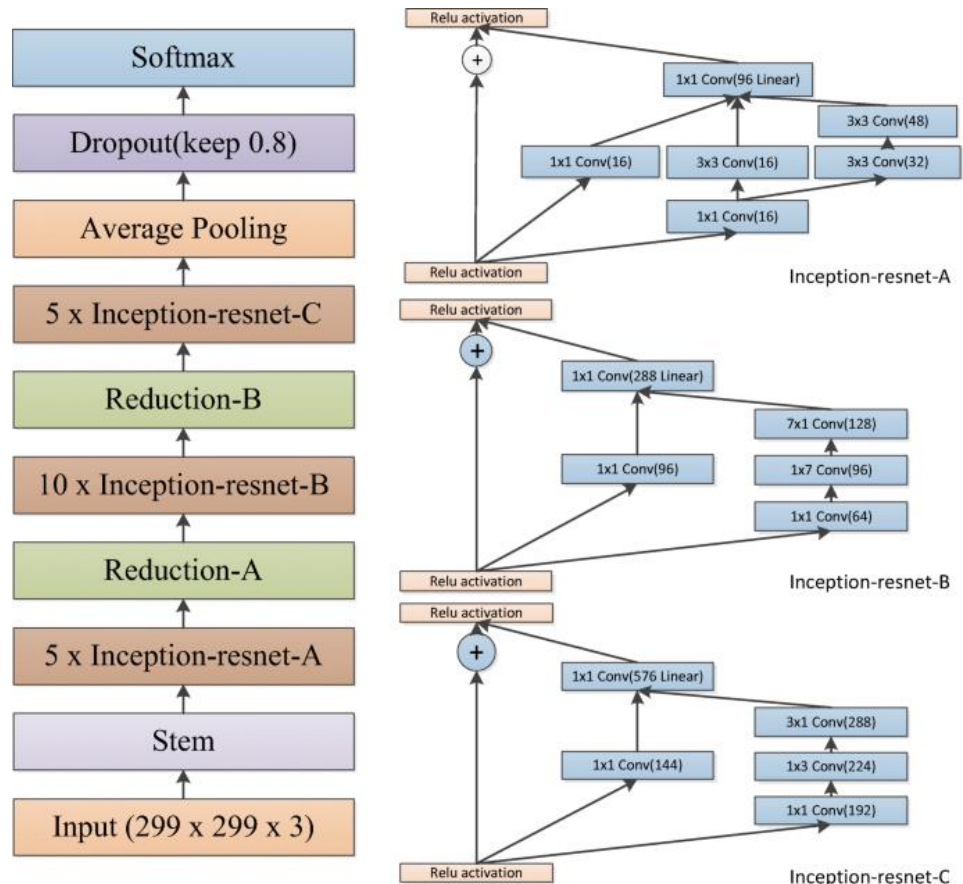 Softmax
Dropout(keep 0.8)
Average Pooling
5 x Inception-resnet-C
Reduction-B
10 x Inception-resnet-B
Reduction-A
5 x Inception-resnet-A
Stem
Input (299 x 299 x 3)
Relu activation
+
1x1 Conv(96 Linear)
3x3 Conv(48)
1x1 Conv(16)
3x3 Conv(16)
3x3 Conv(32)
1x1 Conv(16)
Relu activation
Inception-resnet-A
Relu activation
+
1x1 Conv(288 Linear)
7x1 Conv(128)
1x1 Conv(96)
1x7 Conv(96)
1x1 Conv(64)
Relu activation
Inception-resnet-B
Relu activation
+
1x1 Conv(576 Linear)
3x1 Conv(288)
1x1 Conv(144)
1x3 Conv(224)
1x1 Conv(192)
Relu activation
Inception-resnet-C